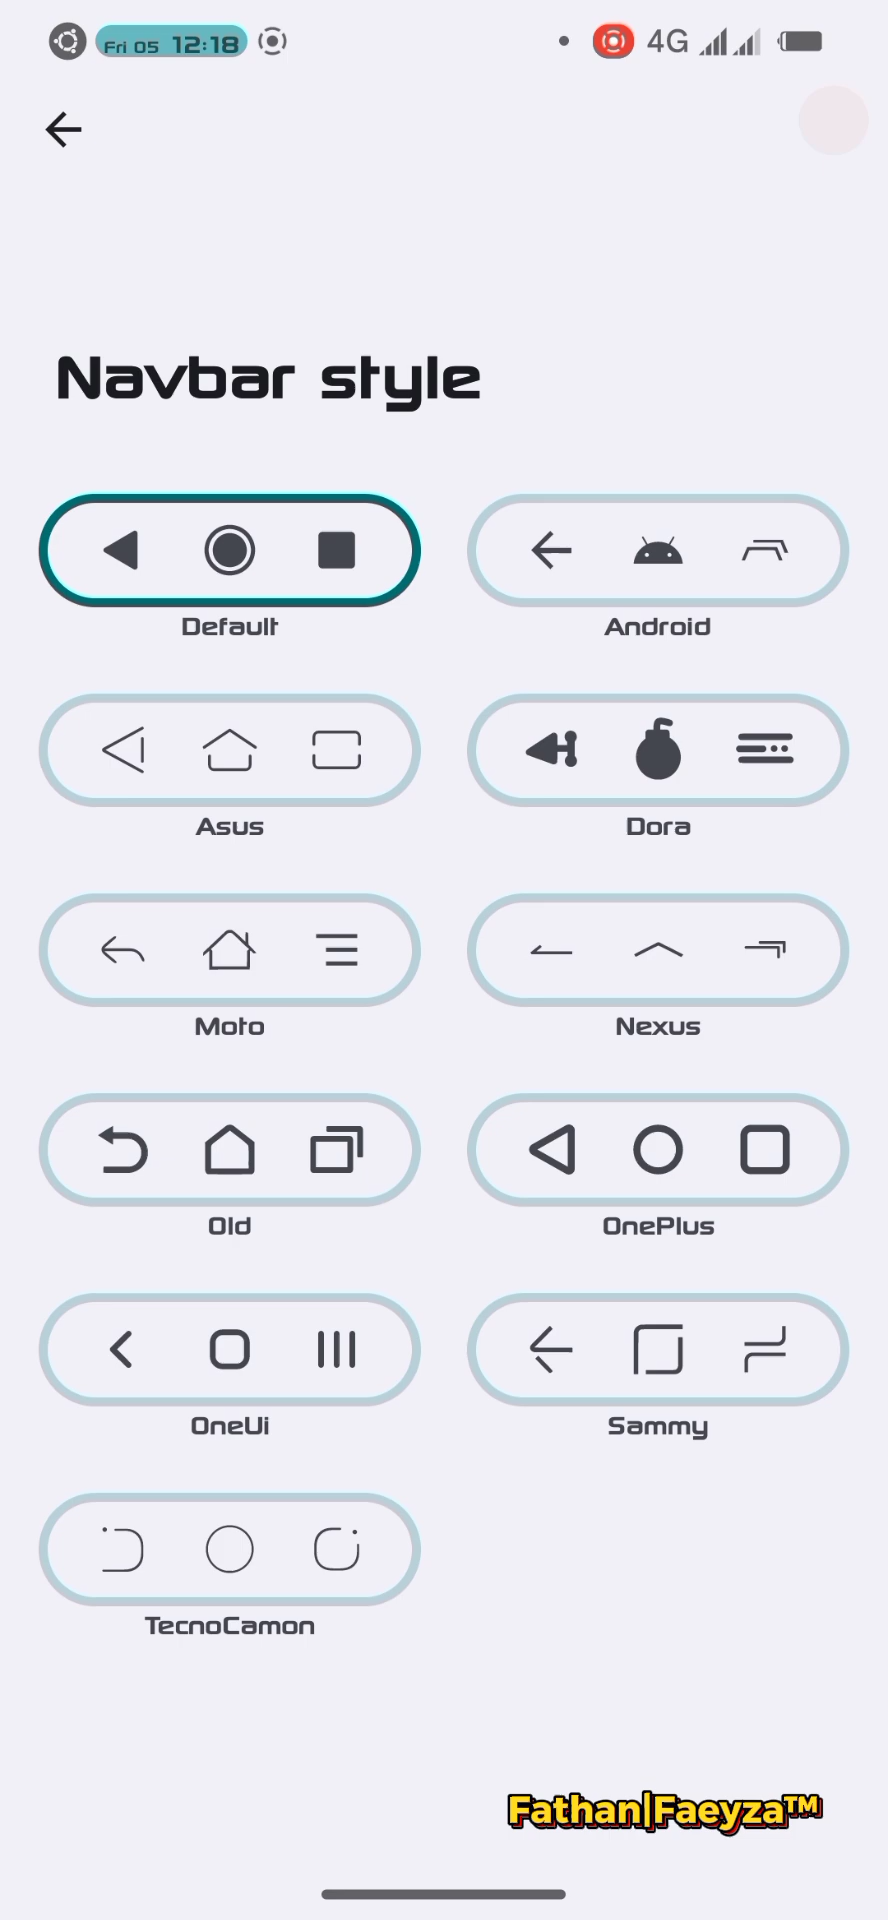 Fri 05 12:18
4G
Navbar style
Default
Android
Asus
Dora
Moto
Nexus
Old
OnePlus
OneUi
Sammy
TecnoCamon
Fathan|Faeyza™